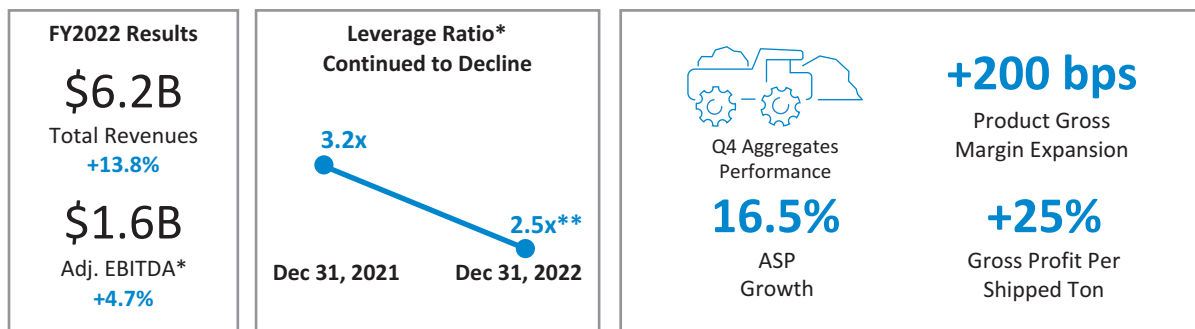 FY2022 Results
$6.2B
Total Revenues
+13.8%
$1.6B
Adj. EBITDA*
+4.7%
Leverage Ratio*
Continued to Decline
3.2x
2.5x**
Dec 31, 2021
Dec 31, 2022
Q4 Aggregates
Performance
+200 bps
Product Gross
Margin Expansion
16.5%
ASP
Growth
+25%
Gross Profit Per
Shipped Ton